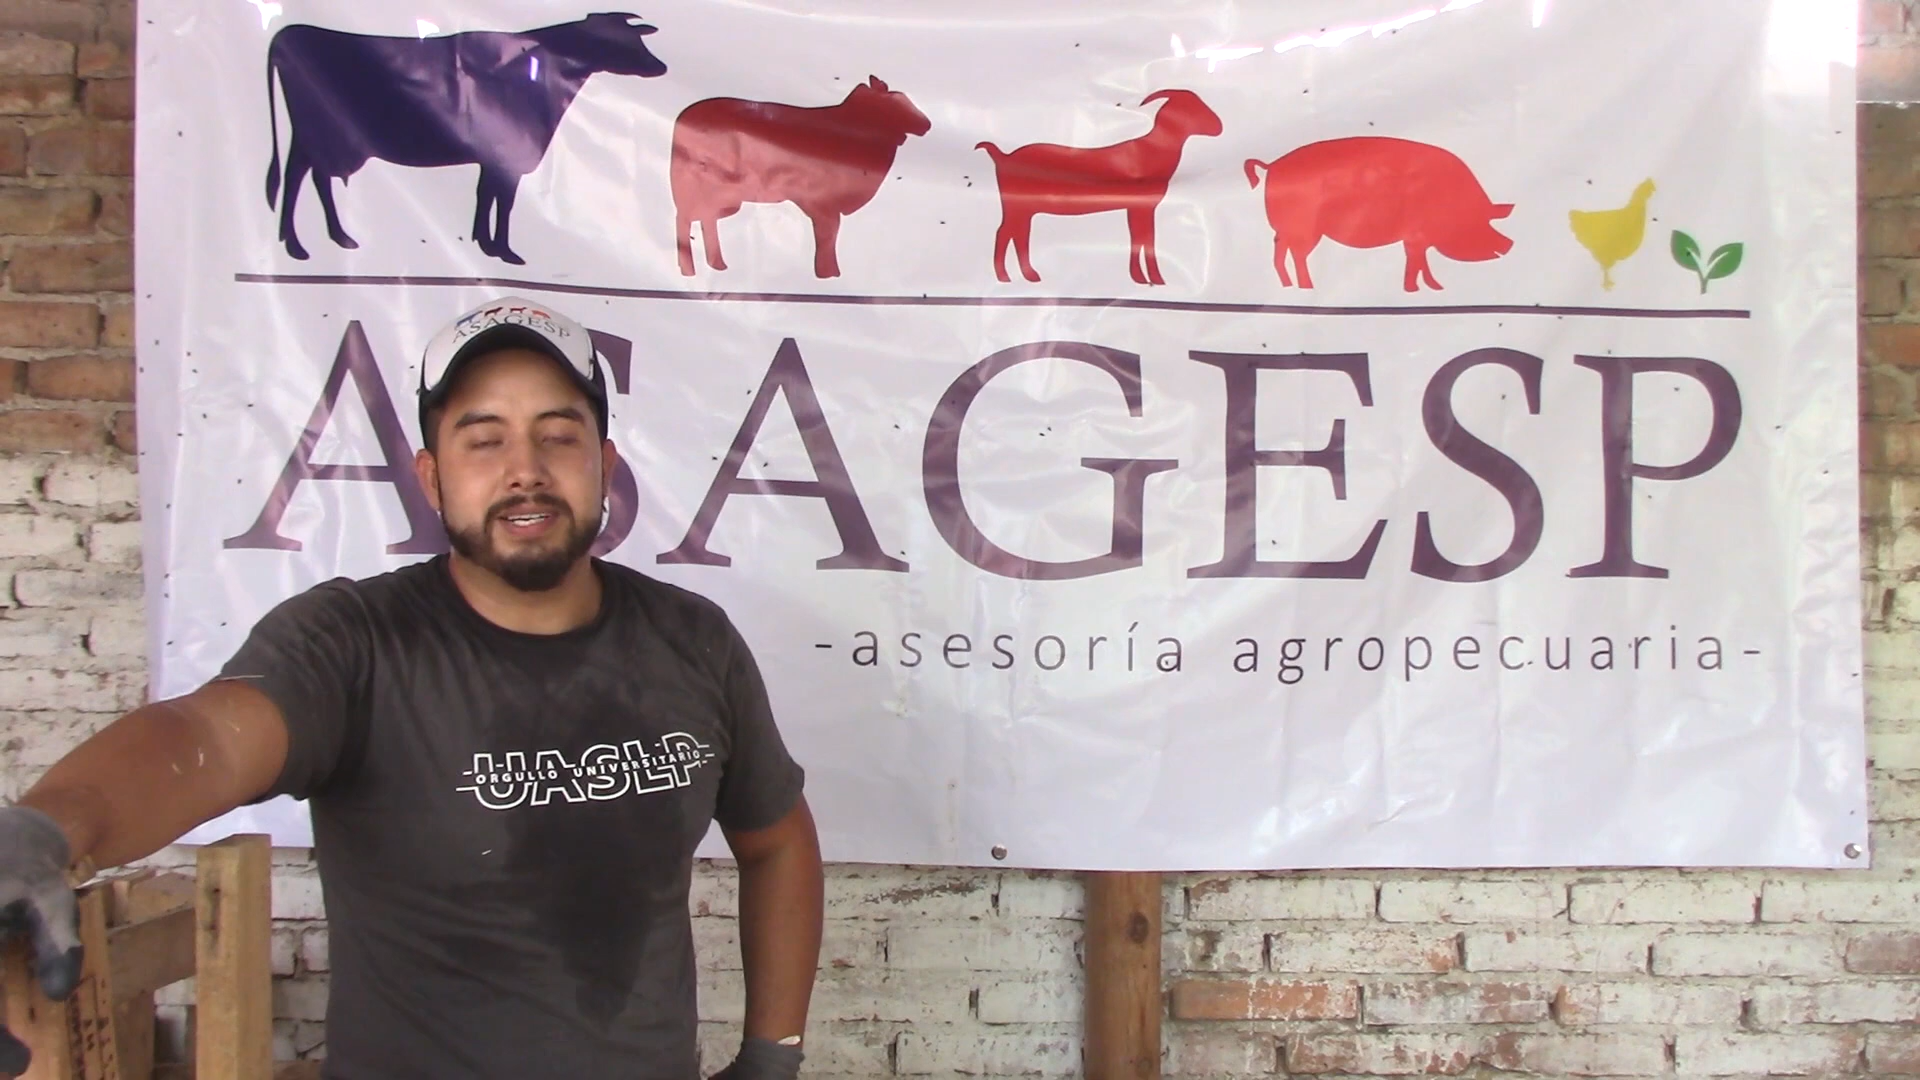 ASAGESP
ASAGESP
-asesoría agropecuaria-
UASLP
ORGULLO UNIVERSITARIO